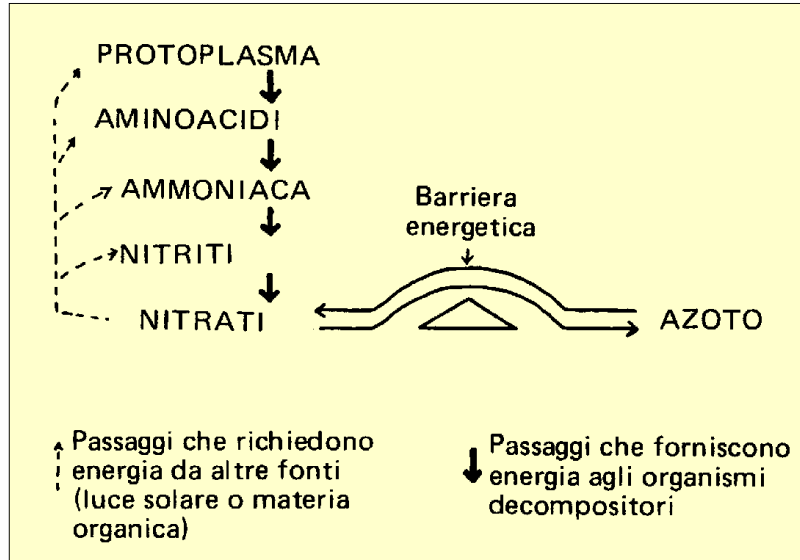 PROTOPLASMA
AMINOACIDI
AMMONIACA
NITRITI
NITRATI
Barriera
energetica
AZOTO
Passaggi che richiedono
energia da altre fonti
(luce solare o materia
organica)
Passaggi che forniscono
energia agli organismi
decompositori